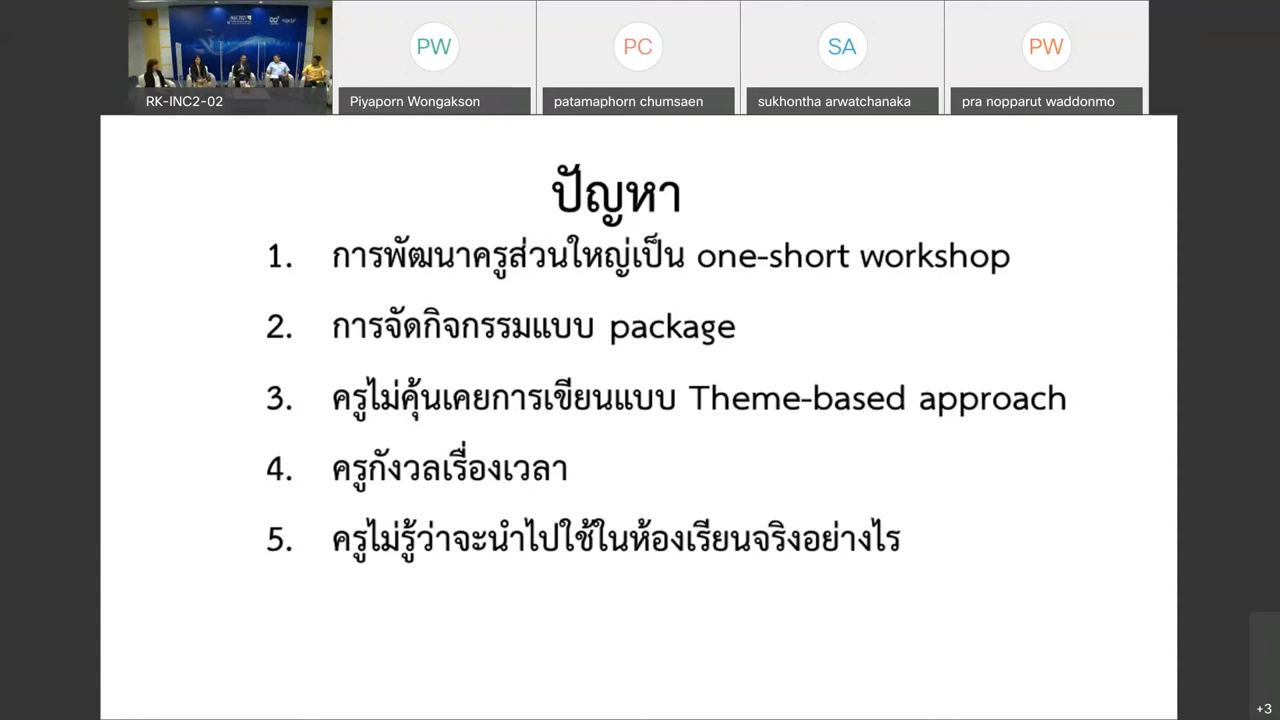 RK-INC2-02
PW
Piyaporn Wongakson
PC
patamaphorn chumsaen
SA
sukhontha arwatchanaka
PW
pra nopparut waddonmo
ปัญหา
1. การพัฒนาครูส่วนใหญ่เป็น one-short workshop
2. การจัดกิจกรรมแบบ package
3. ครูไม่คุ้นเคยการเขียนแบบ Theme-based approach
4. ครูกังวลเรื่องเวลา
5. ครูไม่รู้ว่าจะนำไปใช้ในห้องเรียนจริงอย่างไร
+3